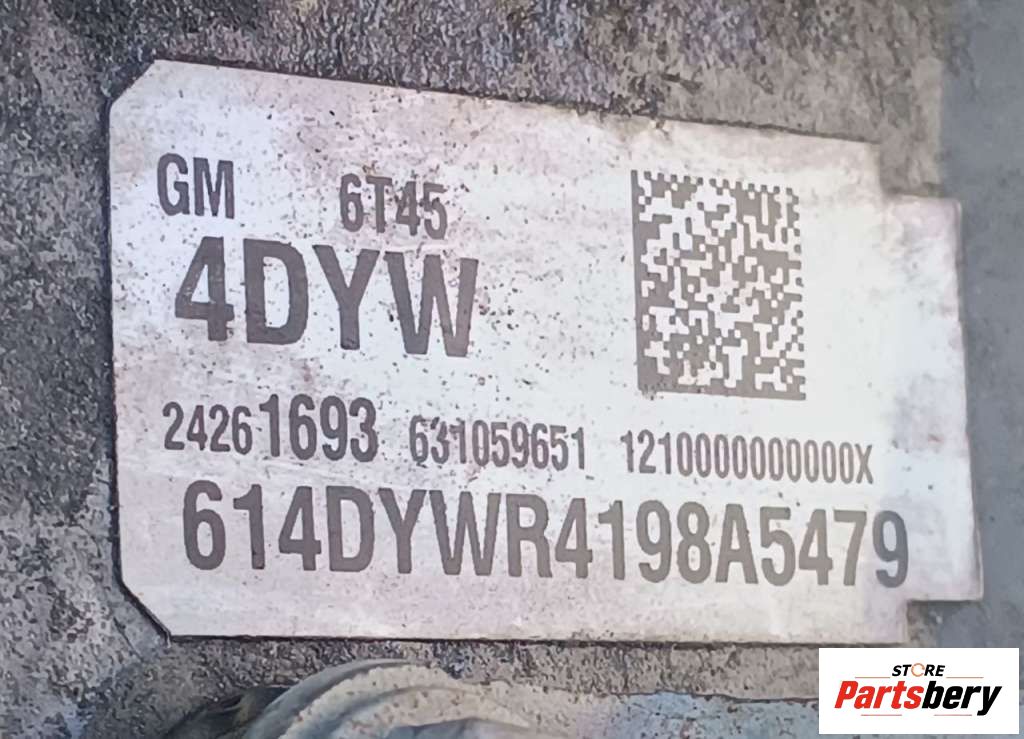 GM 6T45
4DYW
24261693 631059651 1210000000000X
614DYWR4198A5479
STORE
Partsbery